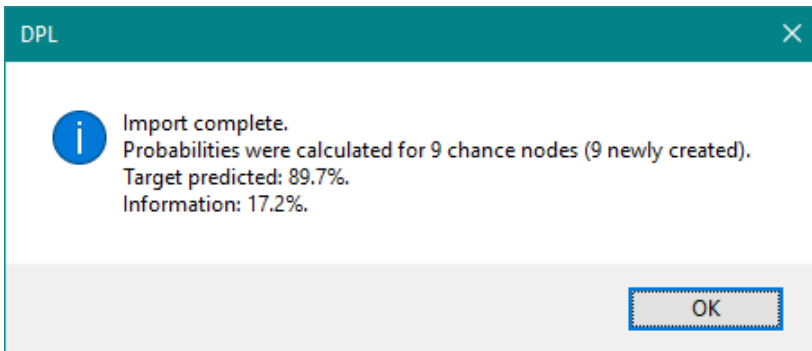 DPL
Import complete.
Probabilities were calculated for 9 chance nodes (9 newly created).
Target predicted: 89.7%.
Information: 17.2%.
OK